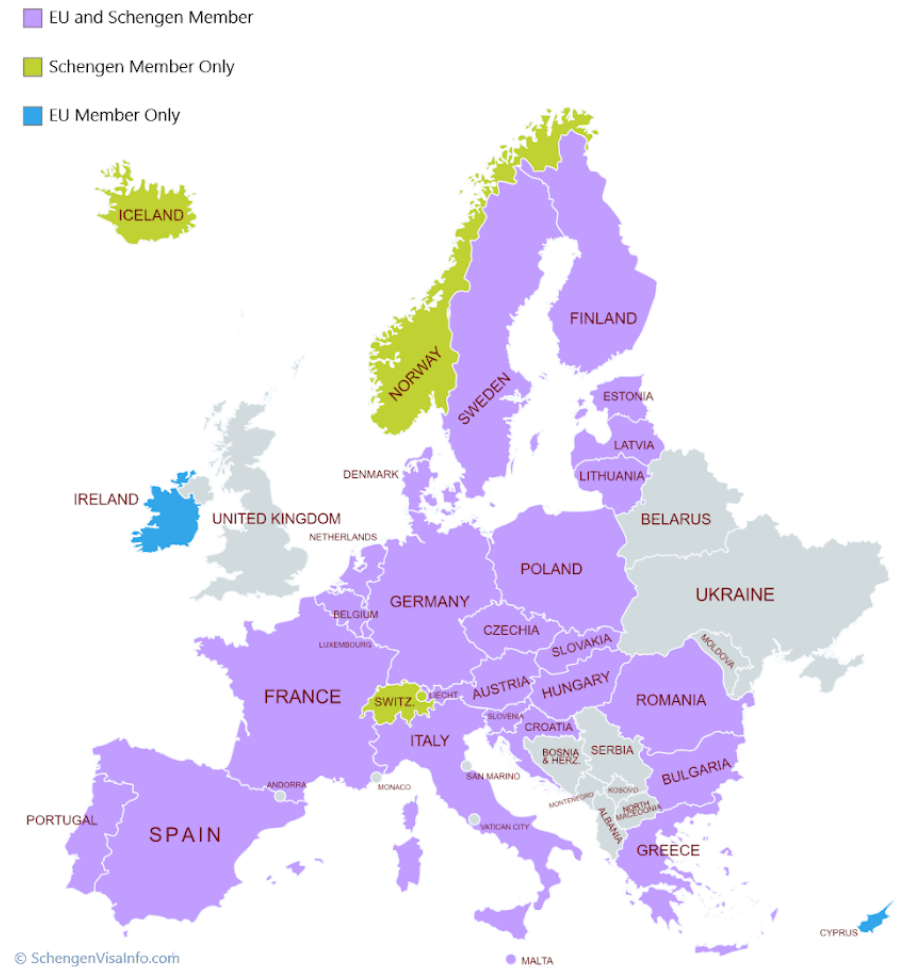 EU and Schengen Member
Schengen Member Only
EU Member Only
ICELAND
FINLAND
NORWAY
SWEDEN
ESTONIA
LATVIA
LITHUANIA
DENMARK
IRELAND
UNITED KINGDOM
BELARUS
NETHERLANDS
POLAND
UKRAINE
GERMANY
BELGIUM
CZECHIA
LUXEMBOURG
SLOVAKIA
MOLDOVA
FRANCE
SWITZ.
LIECHT
AUSTRIA
HUNGARY
ROMANIA
SLOVENIA
CROATIA
ITALY
BOSNIA
& HERZ.
SERBIA
BULGARIA
SAN MARINO
ANDORRA
MONACO
KOSOVO
MONTENEGRO
NORTH
MACEDONIA
ALBANIA
PORTUGAL
SPAIN
VATICAN CITY
GREECE
CYPRUS
MALTA
© SchengenVisaInfo.com